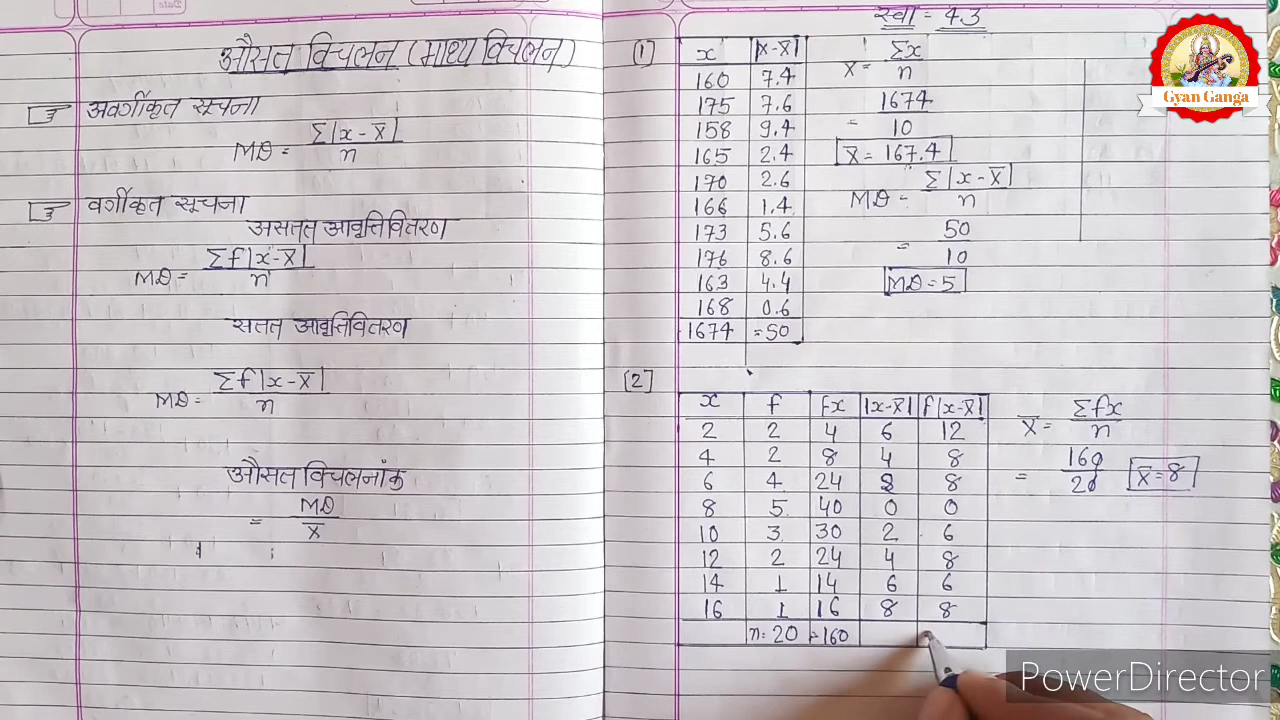 औसत विचलन (माध्य विचलन)
अवर्गीकृत सूचना
MD = Σ|x - x̄| / n
वर्गीकृत सूचना
असतत आवृत्तिवितरण
MD = Σf|x - x̄| / n
सतत आवृत्तिवितरण
MD = Σf|x - x̄| / n
औसत विचलनांक
= MD / x̄
स्वा = 4.3
(1)
x |x - x̄|
160 7.4
175 7.6
158 9.4
165 2.4
170 2.6
166 1.4
173 5.6
176 8.6
163 4.4
168 0.6
1674 = 50
x̄ = Σx / n
= 1674 / 10
x̄ = 167.4
MD = Σ|x - x̄| / n
= 50 / 10
MD = 5
[2]
x f fx |x - x̄| f|x - x̄|
2 2 4 6 12
4 2 8 4 8
6 4 24 2 8
8 5 40 0 0
10 3 30 2 6
12 2 24 4 8
14 1 14 6 6
16 1 16 8 8
n = 20 = 160
x̄ = Σfx / n
= 160 / 20 x̄ = 8
Gyan Ganga
PowerDirector